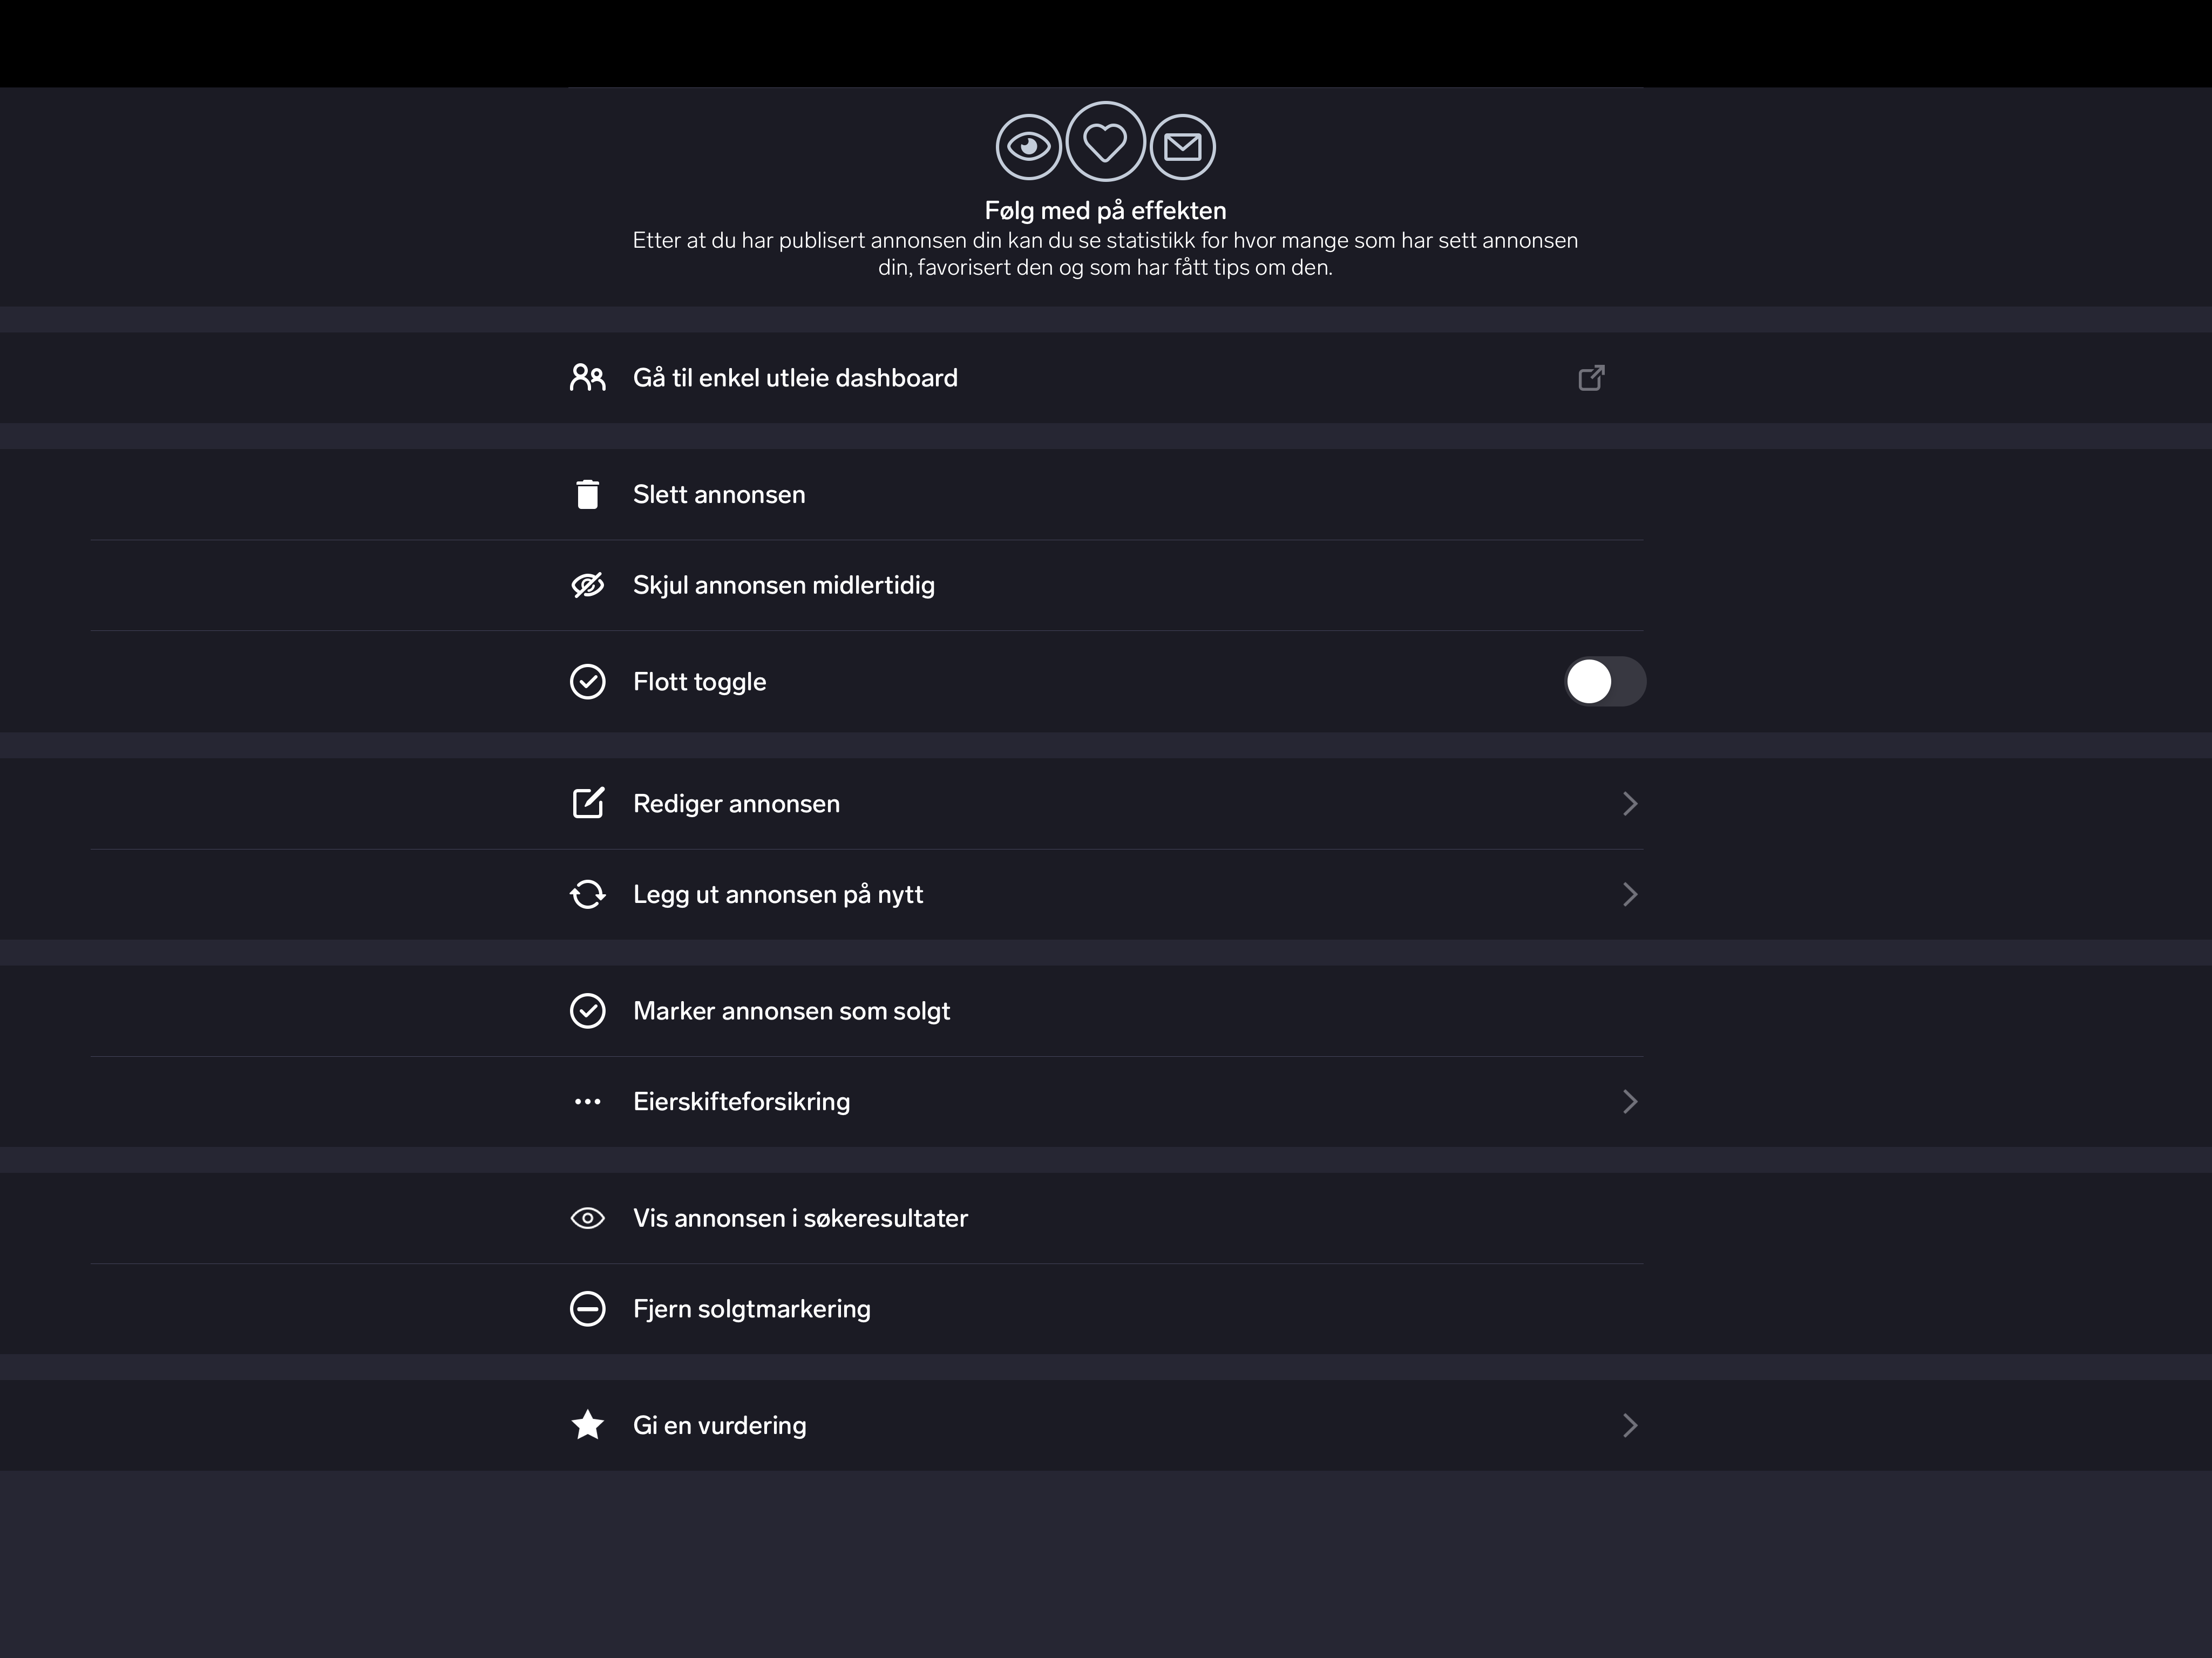 Følg med på effekten
Etter at du har publisert annonsen din kan du se statistikk for hvor mange som har sett annonsen
din, favorisert den og som har fått tips om den.
Gå til enkel utleie dashboard
Slett annonsen
Skjul annonsen midlertidig
Flott toggle
Rediger annonsen
Legg ut annonsen på nytt
Marker annonsen som solgt
Eierskifteforsikring
Vis annonsen i søkeresultater
Fjern solgtmarkering
Gi en vurdering